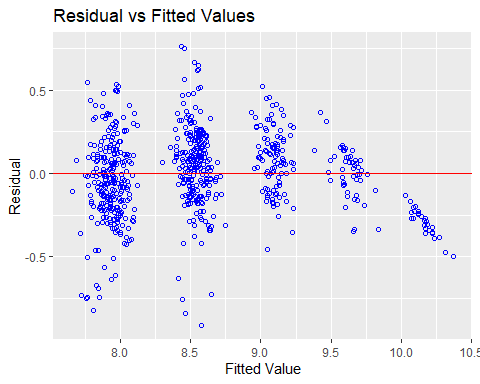 Residual vs Fitted Values
Residual
0.5
0.0
-0.5
8.0 8.5 9.0 9.5 10.0 10.5
Fitted Value